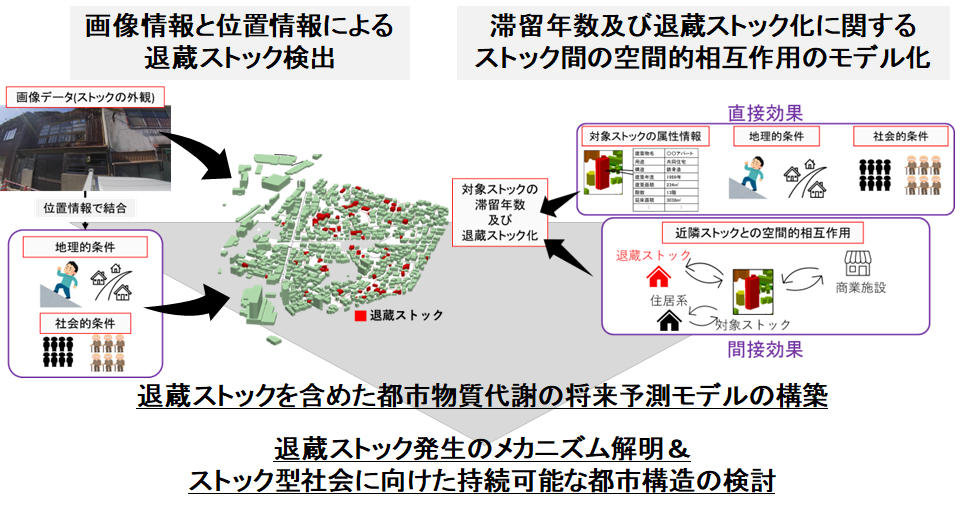 画像情報と位置情報による
退蔵ストック検出
滞留年数及び退蔵ストック化に関する
ストック間の空間的相互作用のモデル化
画像データ(ストックの外観)
位置情報で結合
地理的条件
社会的条件
退蔵ストック
対象ストックの
滞留年数
及び
退蔵ストック化
直接効果
対象ストックの属性情報
建築物名 〇〇アパート
用途 共同住宅
構造 鉄骨造
建築年度 1989年
建築面積 234㎡
階数 13階
延床面積 3038㎡
地理的条件
社会的条件
近隣ストックとの空間的相互作用
退蔵ストック
住居系
対象ストック
商業施設
間接効果
退蔵ストックを含めた都市物質代謝の将来予測モデルの構築
退蔵ストック発生のメカニズム解明＆
ストック型社会に向けた持続可能な都市構造の検討